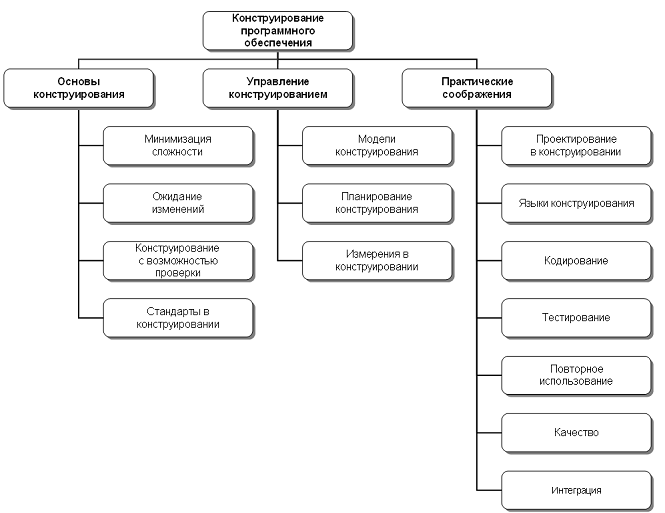 Конструирование
программного
обеспечения
Основы
конструирования
Управление
конструированием
Практические
соображения
Минимизация
сложности
Ожидание
изменений
Конструирование
с возможностью
проверки
Стандарты в
конструировании
Модели
конструирования
Планирование
конструирования
Измерения в
конструировании
Проектирование
в конструировании
Языки конструирования
Кодирование
Тестирование
Повторное
использование
Качество
Интеграция